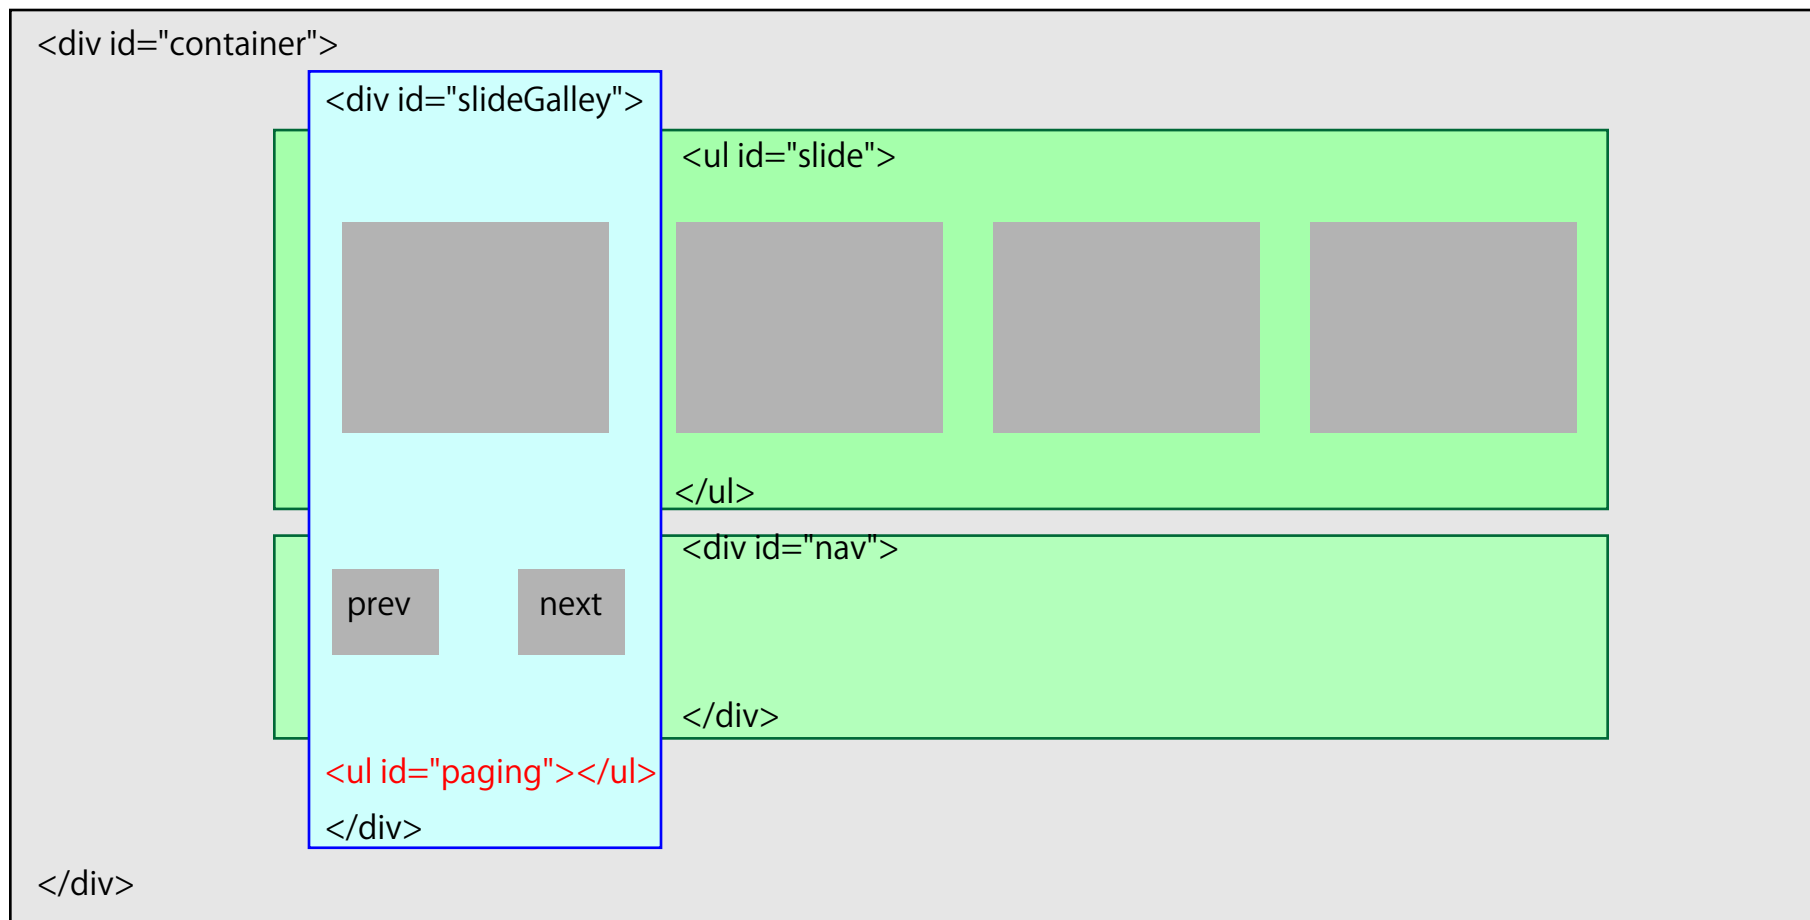 <div id="container">
<div id="slideGalley">
<ul id="slide">
</ul>
<div id="nav">
prev next
</div>
<ul id="paging"></ul>
</div>
</div>